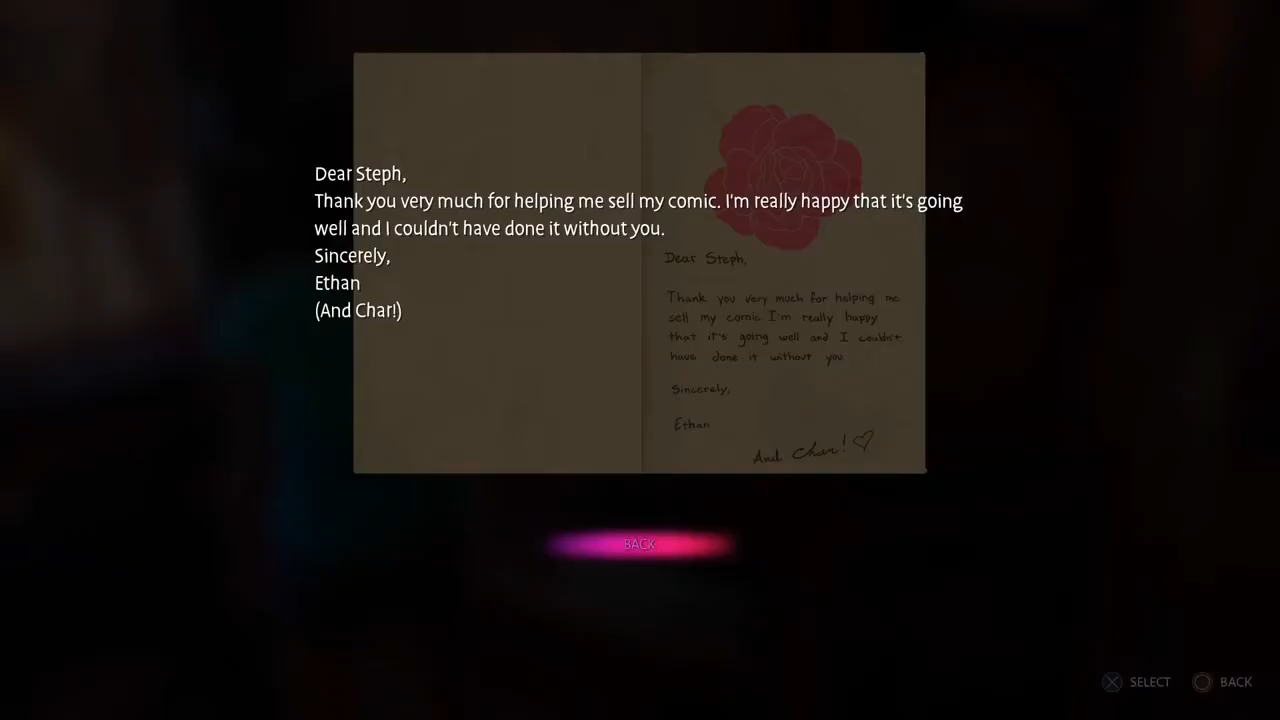 Dear Steph,
Thank you very much for helping me sell my comic. I'm really happy that it's going
well and I couldn't have done it without you.
Sincerely,
Ethan
(And Char!)
Dear Steph,
Thank you very much for helping me
sell my comic I'm really happy
that it's going well and I couldn't
have done it without you
Sincerely,
Ethan
And Char!
BACK
SELECT BACK